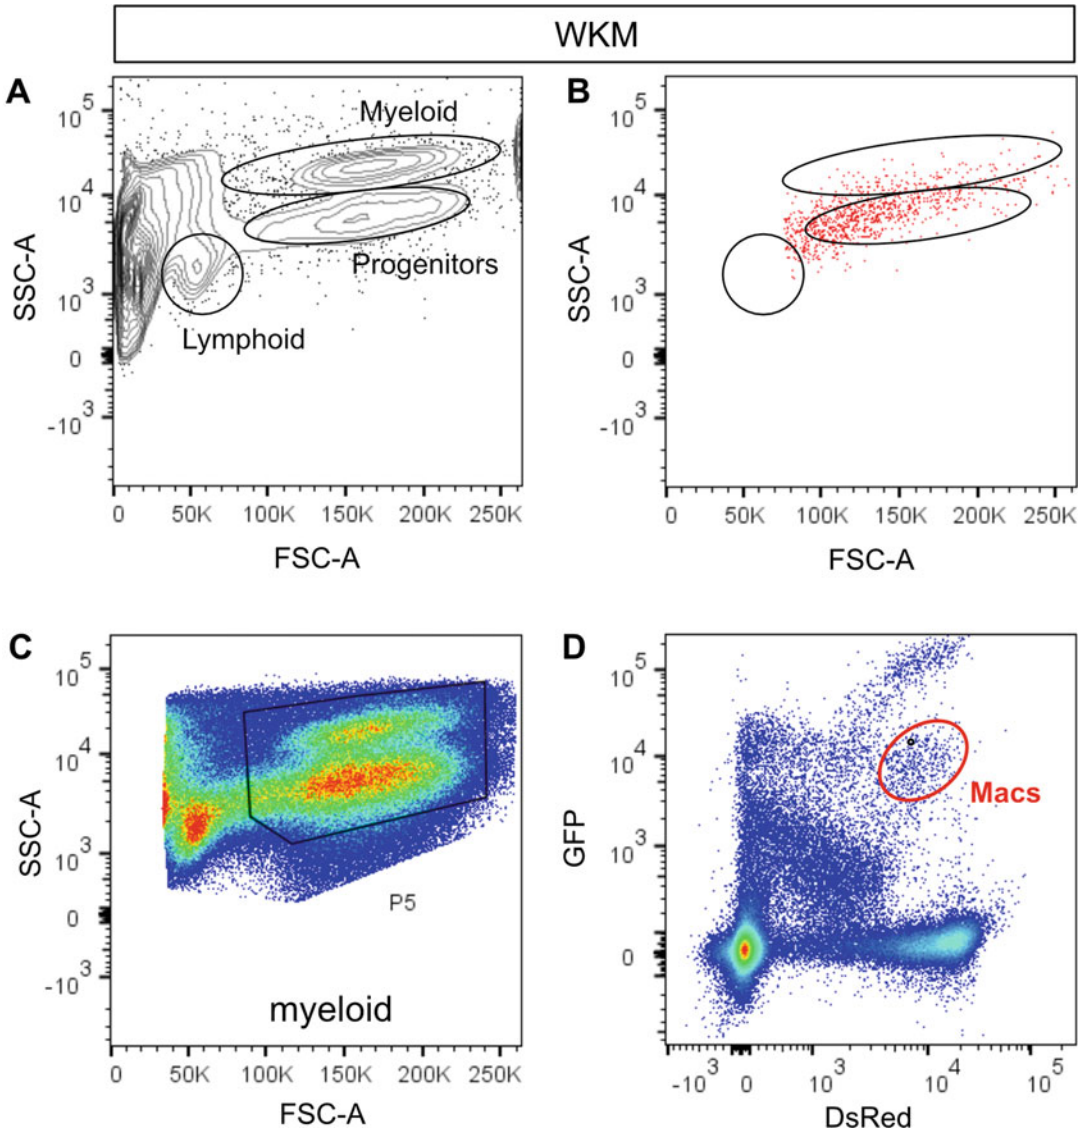 WKM
A
B
10^5
10^4
10^3
0
-10^3
SSC-A
Myeloid
Progenitors
Lymphoid
0 50K 100K 150K 200K 250K
FSC-A
10^5
10^4
10^3
0
-10^3
SSC-A
0 50K 100K 150K 200K 250K
FSC-A
C
D
10^5
10^4
10^3
0
-10^3
SSC-A
P5
myeloid
0 50K 100K 150K 200K 250K
FSC-A
10^5
10^4
10^3
0
GFP
Macs
-10^3 0 10^3 10^4 10^5
DsRed